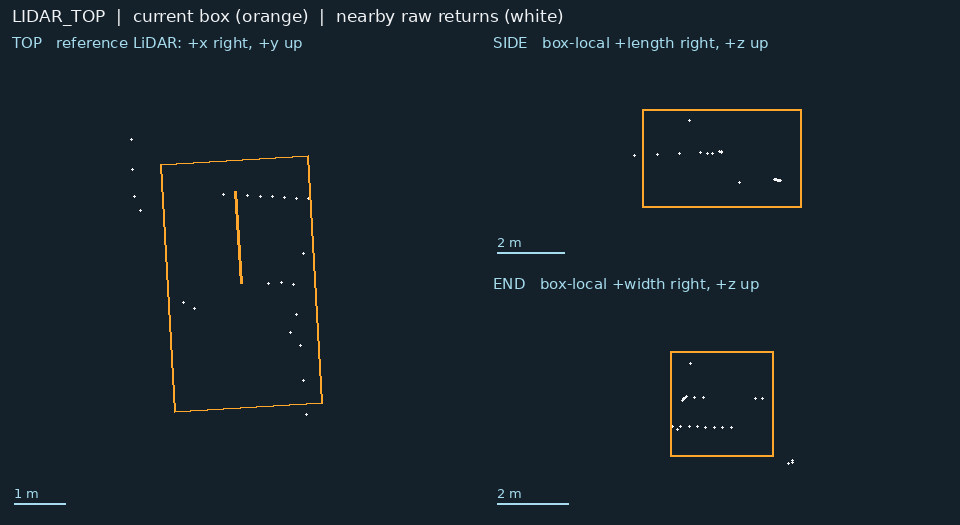 LIDAR_TOP | current box (orange) | nearby raw returns (white)
TOP reference LiDAR: +x right, +y up
SIDE box-local +length right, +z up
2 m
END box-local +width right, +z up
1 m
2 m